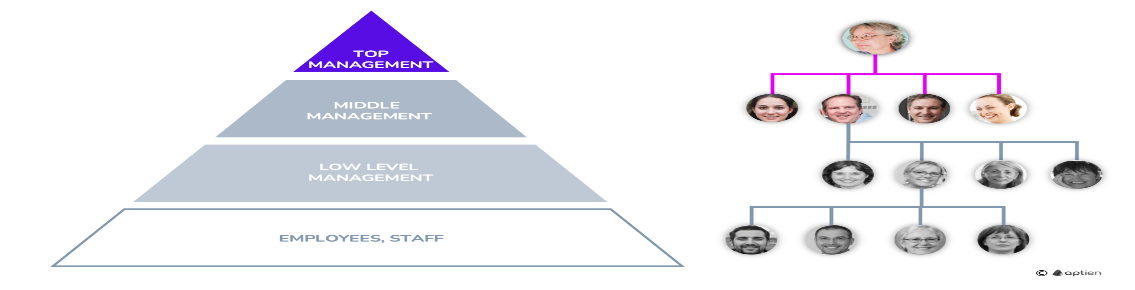 TOP
MANAGEMENT
MIDDLE
MANAGEMENT
LOW LEVEL
MANAGEMENT
EMPLOYEES, STAFF
© aptien